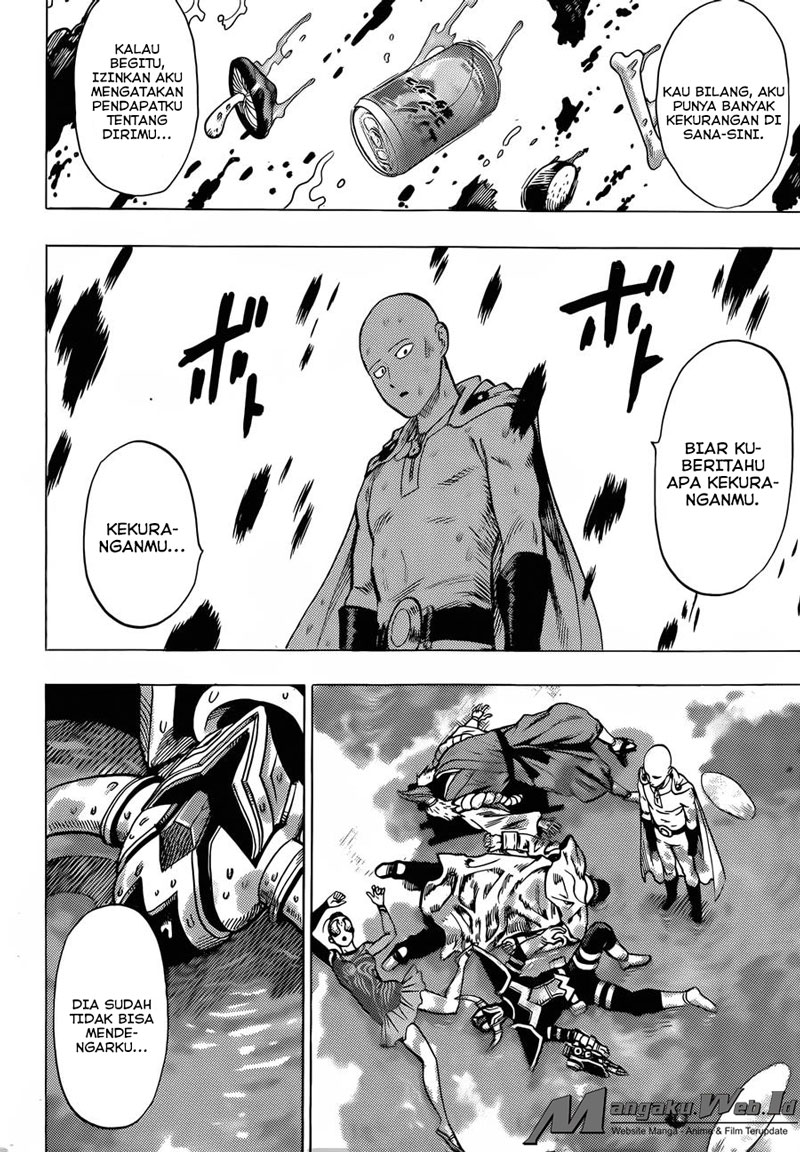 KAU BILANG, AKU
PUNYA BANYAK
KEKURANGAN DI
SANA-SINI.
KALAU
BEGITU,
IZINKAN AKU
MENGATAKAN
PENDAPATKU
TENTANG
DIRIMU...
ボト
ボト
BIAR KU-
BERITAHU
APA KEKURA-
NGANMU.
KEKURA-
NGANMU...
DIA SUDAH
TIDAK BISA
MENDE-
NGARKU...
Mangaku.Web.Id
Website Manga - Anime & Film Terupdate